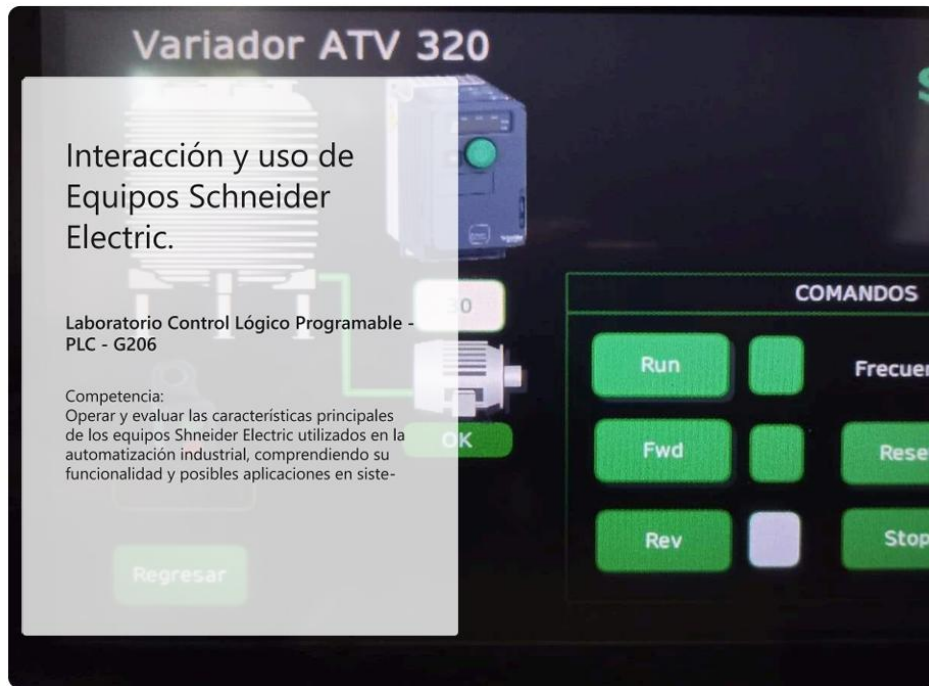 Variador ATV 320
Interacción y uso de
Equipos Schneider
Electric.
Laboratorio Control Lógico Programable -
PLC - G206
Competencia:
Operar y evaluar las características principales
de los equipos Shneider Electric utilizados en la
automatización industrial, comprendiendo su
funcionalidad y posibles aplicaciones en siste-
30
OK
Regresar
COMANDOS
Run
Frecuen
Fwd
Rese
Rev
Stop